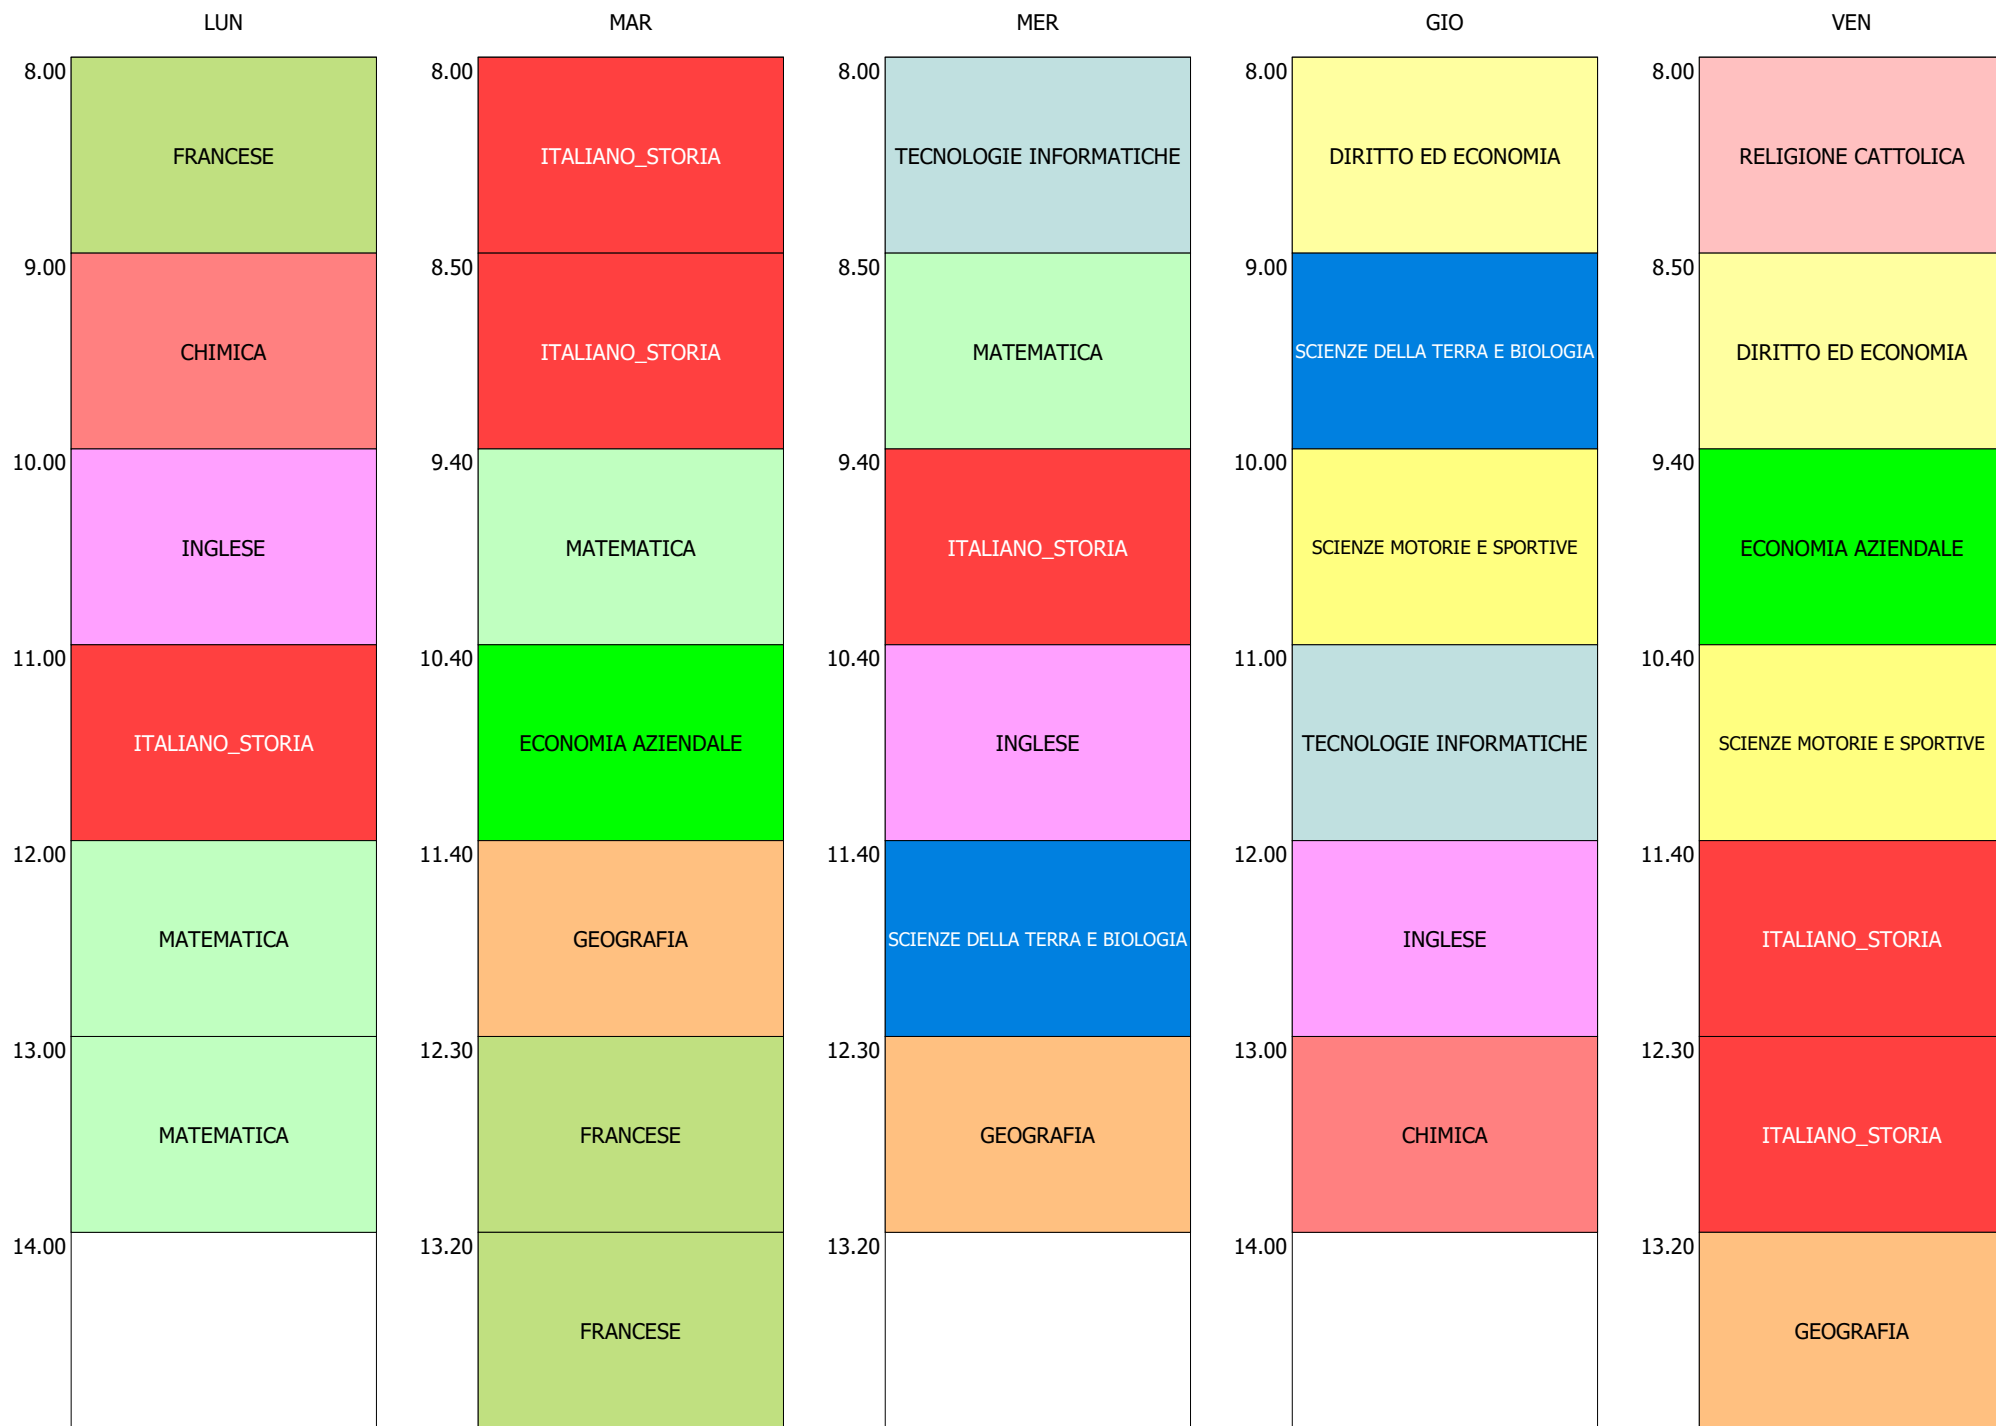 LUN MAR MER GIO VEN
8.00 8.00 8.00 8.00 8.00
FRANCESE ITALIANO_STORIA TECNOLOGIE INFORMATICHE DIRITTO ED ECONOMIA RELIGIONE CATTOLICA
9.00 8.50 8.50 9.00 8.50
CHIMICA ITALIANO_STORIA MATEMATICA SCIENZE DELLA TERRA E BIOLOGIA DIRITTO ED ECONOMIA
10.00 9.40 9.40 10.00 9.40
INGLESE MATEMATICA ITALIANO_STORIA SCIENZE MOTORIE E SPORTIVE ECONOMIA AZIENDALE
11.00 10.40 10.40 11.00 10.40
ITALIANO_STORIA ECONOMIA AZIENDALE INGLESE TECNOLOGIE INFORMATICHE SCIENZE MOTORIE E SPORTIVE
12.00 11.40 11.40 12.00 11.40
MATEMATICA GEOGRAFIA SCIENZE DELLA TERRA E BIOLOGIA INGLESE ITALIANO_STORIA
13.00 12.30 12.30 13.00 12.30
MATEMATICA FRANCESE GEOGRAFIA CHIMICA ITALIANO_STORIA
14.00 13.20 13.20 14.00 13.20
FRANCESE GEOGRAFIA